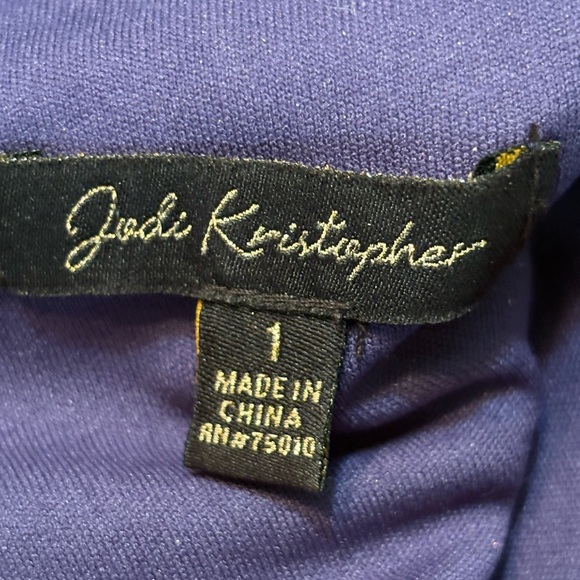 Jodi Kristopher
1
MADE IN
CHINA
RN#75010